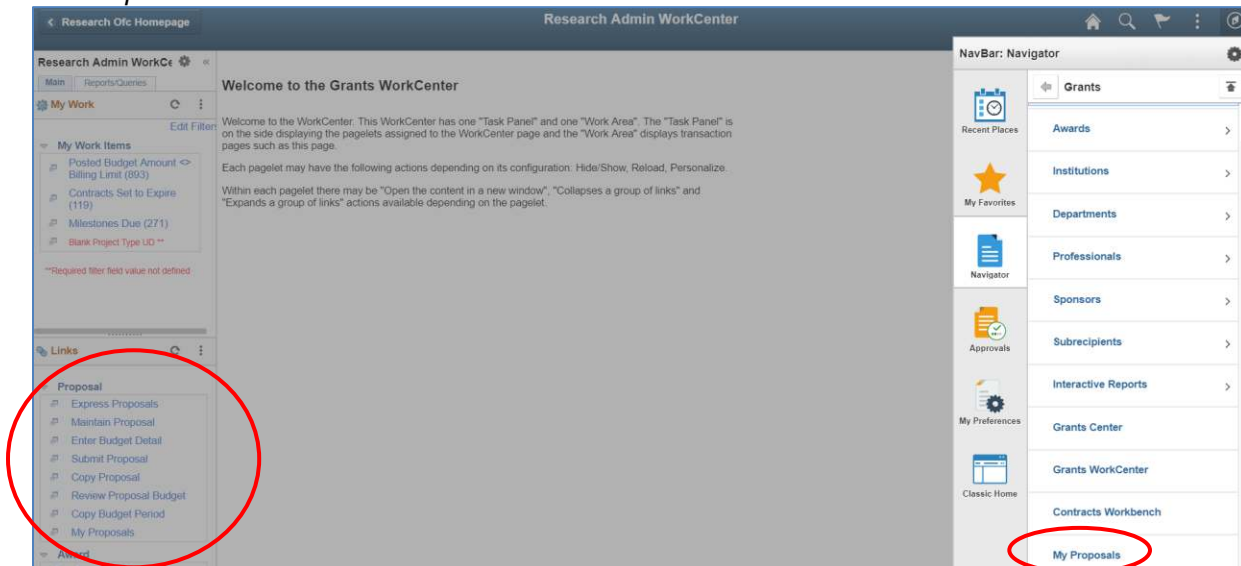 Research Ofc Homepage
Research Admin WorkCenter
Research Admin WorkCe
Main Reports/Queries
My Work
Edit Filter
My Work Items
Posted Budget Amount <>
Billing Limit (893)
Contracts Set to Expire
(119)
Milestones Due (271)
Blank Project Type UD **
**Required filter field value not defined
Links
Proposal
Express Proposals
Maintain Proposal
Enter Budget Detail
Submit Proposal
Copy Proposal
Review Proposal Budget
Copy Budget Period
My Proposals
Award
Welcome to the Grants WorkCenter
Welcome to the WorkCenter. This WorkCenter has one "Task Panel" and one "Work Area". The "Task Panel" is
on the side displaying the pagelets assigned to the WorkCenter page and the "Work Area" displays transaction
pages such as this page.
Each pagelet may have the following actions depending on its configuration: Hide/Show, Reload, Personalize.
Within each pagelet there may be "Open the content in a new window", "Collapses a group of links" and
"Expands a group of links" actions available depending on the pagelet.
NavBar: Navigator
Recent Places
My Favorites
Navigator
Approvals
My Preferences
Classic Home
Grants
Awards
Institutions
Departments
Professionals
Sponsors
Subrecipients
Interactive Reports
Grants Center
Grants WorkCenter
Contracts Workbench
My Proposals